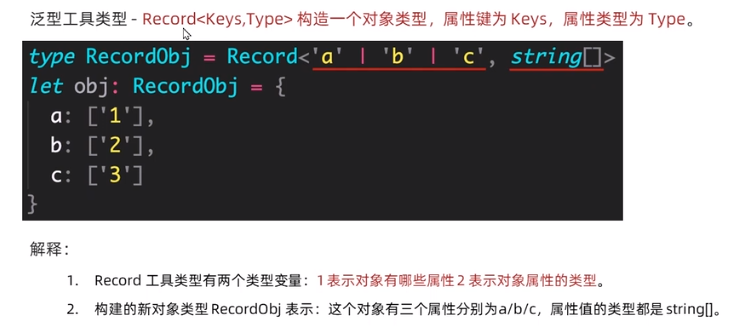 泛型工具类型 - Record<Keys,Type> 构造一个对象类型，属性键为 Keys，属性类型为 Type。
type RecordObj = Record<'a' | 'b' | 'c', string[]>
let obj: RecordObj = {
a: ['1'],
b: ['2'],
c: ['3']
}
解释：
1. Record 工具类型有两个类型变量：1 表示对象有哪些属性 2 表示对象属性的类型。
2. 构建的新对象类型 RecordObj 表示：这个对象有三个属性分别为a/b/c，属性值的类型都是 string[]。